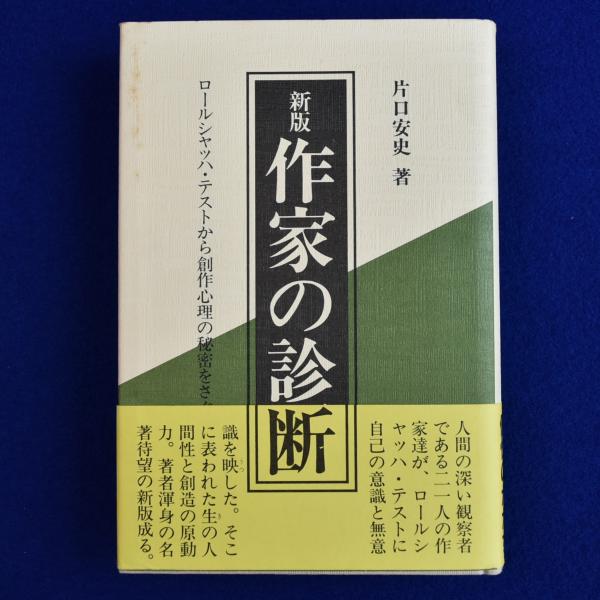 片口安史 著
新版
作家の診断
ロールシャッハ・テストから創作心理の秘密をさ
人間の深い観察者
である二一人の作
家達が、ロールシ
ャッハ・テストに
自己の意識と無意
識を映した。そこ
に表われた生の人
間性と創造の原動
力。著者渾身の名
著待望の新版成る。